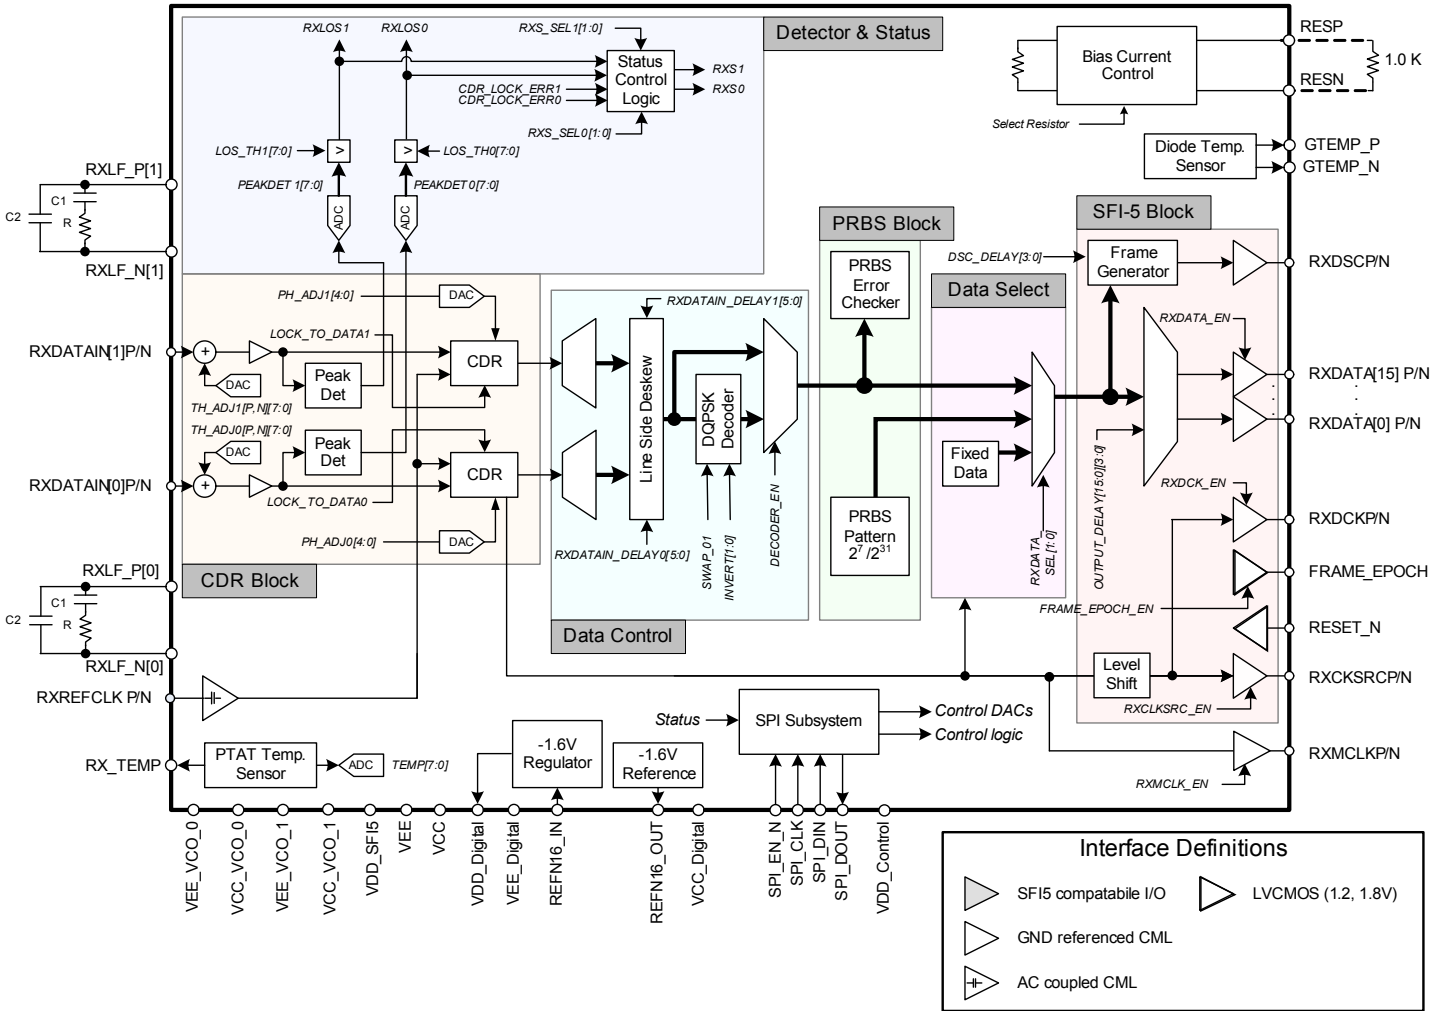 RXLOS1
RXLOS0
RXS_SEL1[1:0]
Detector & Status
Status
Control
Logic
RXS1
RXS0
CDR_LOCK_ERR1
CDR_LOCK_ERR0
RXS_SEL0[1:0]
LOS_TH1[7:0]
>
>
LOS_TH0[7:0]
PEAKDET 1[7:0]
PEAKDET 0[7:0]
ADC
ADC
Bias Current
Control
Select Resistor
RESP
RESN
1.0 K
Diode Temp.
Sensor
GTEMP_P
GTEMP_N
RXLF_P[1]
C1
C2
R
RXLF_N[1]
PH_ADJ1[4:0]
DAC
LOCK_TO_DATA1
RXDATAIN[1]P/N
+
DAC
Peak
Det
CDR
TH_ADJ1[P,N][7:0]
TH_ADJ0[P,N][7:0]
DAC
Peak
Det
CDR
RXDATAIN[0]P/N
+
LOCK_TO_DATA0
PH_ADJ0[4:0]
DAC
CDR Block
RXLF_P[0]
C1
C2
R
RXLF_N[0]
RXREFCLK P/N
RXDATAIN_DELAY1[5:0]
Line Side Deskew
DQPSK
Decoder
RXDATAIN_DELAY0[5:0]
SWAP_01
INVERT[1:0]
DECODER_EN
Data Control
PRBS Block
PRBS
Error
Checker
PRBS
Pattern
2^7 /2^31
Data Select
Fixed
Data
RXDATA_
SEL[1:0]
SFI-5 Block
DSC_DELAY[3:0]
Frame
Generator
RXDSCP/N
RXDATA_EN
RXDATA[15] P/N
.
.
.
.
.
.
RXDATA[0] P/N
OUTPUT_DELAY[15:0][3:0]
RXDCK_EN
RXDCKP/N
FRAME_EPOCH
FRAME_EPOCH_EN
RESET_N
Level
Shift
RXCKSRCP/N
RXCLKSRC_EN
RXMCLKP/N
RXMCLK_EN
RX_TEMP
PTAT Temp.
Sensor
ADC
TEMP[7:0]
-1.6V
Regulator
-1.6V
Reference
Status
SPI Subsystem
Control DACs
Control logic
VEE_VCO_0
VCC_VCO_0
VEE_VCO_1
VCC_VCO_1
VDD_SFI5
VEE
VCC
VDD_Digital
VEE_Digital
REFN16_IN
REFN16_OUT
VCC_Digital
SPI_EN_N
SPI_CLK
SPI_DIN
SPI_DOUT
VDD_Control
Interface Definitions
SFI5 compatabile I/O
LVCMOS (1.2, 1.8V)
GND referenced CML
AC coupled CML